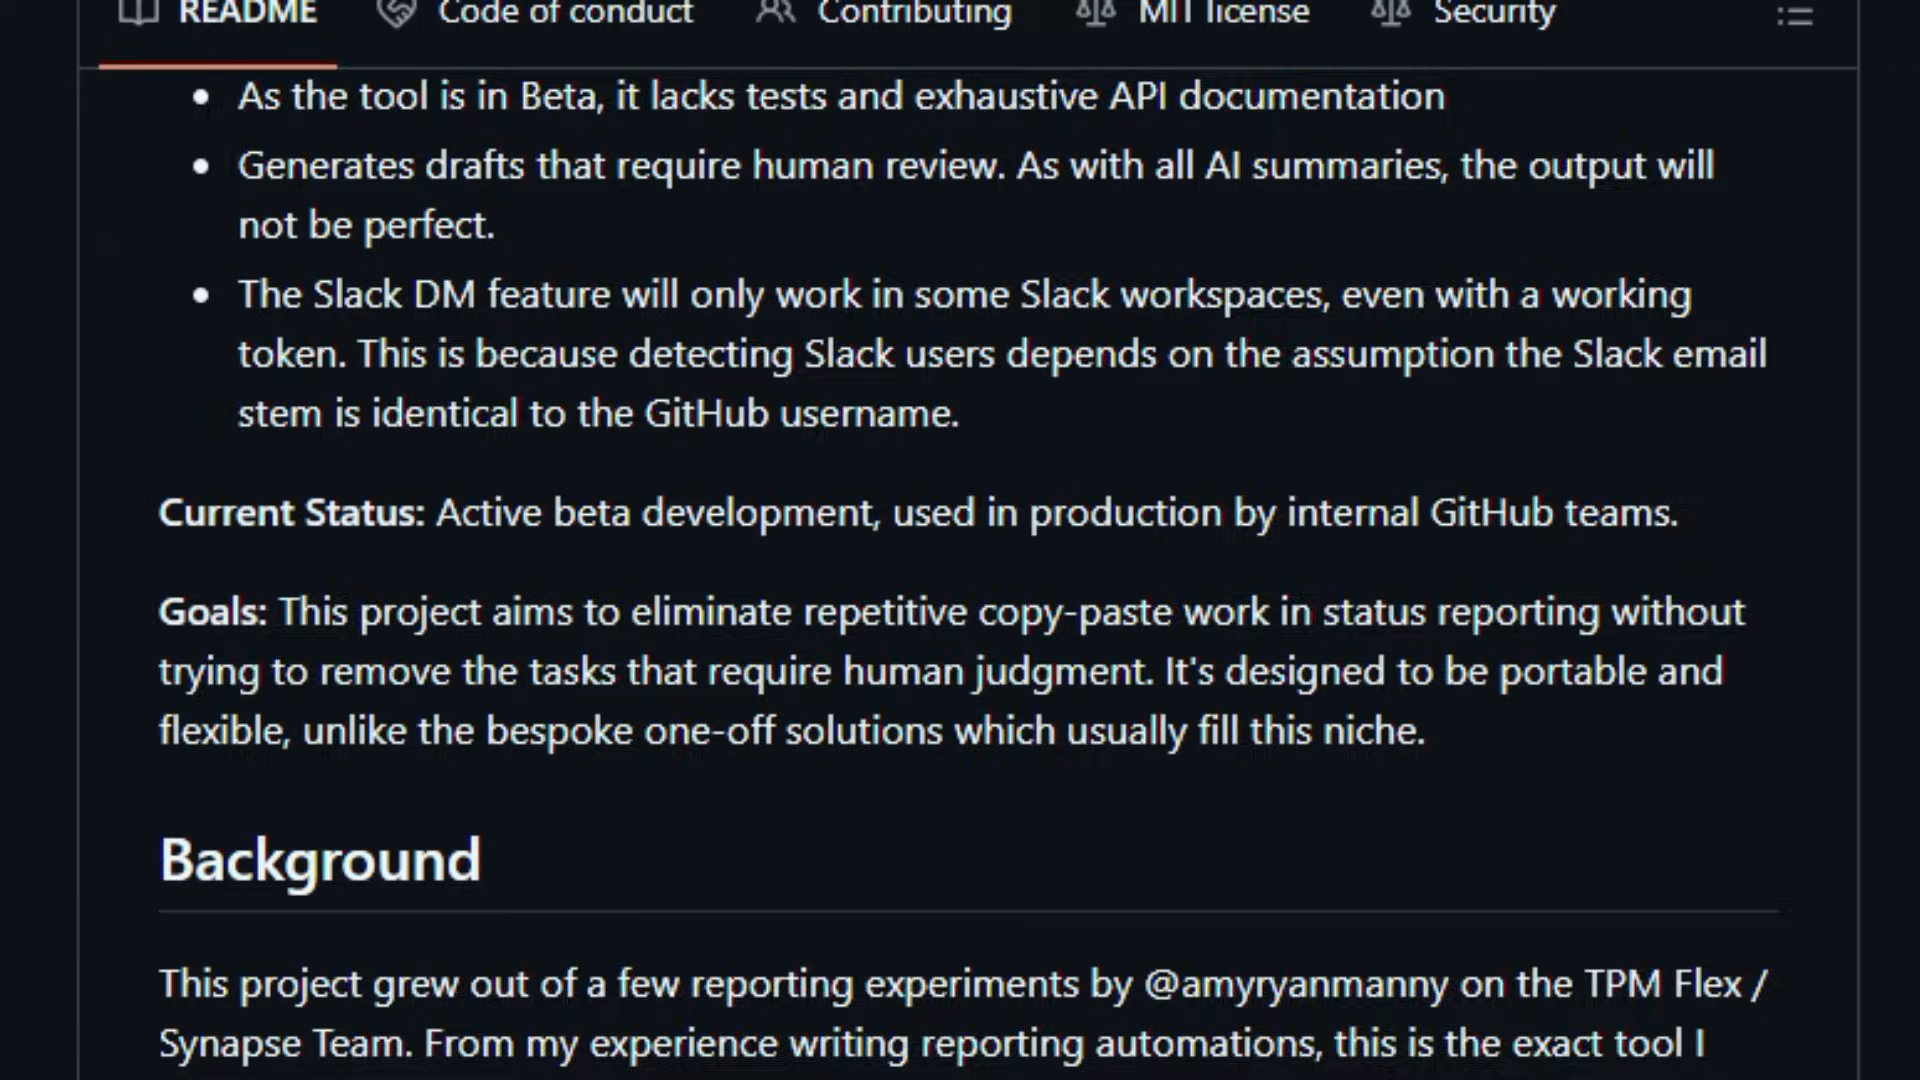 README Code of conduct Contributing MIT license Security
As the tool is in Beta, it lacks tests and exhaustive API documentation
Generates drafts that require human review. As with all AI summaries, the output will
not be perfect.
The Slack DM feature will only work in some Slack workspaces, even with a working
token. This is because detecting Slack users depends on the assumption the Slack email
stem is identical to the GitHub username.
Current Status: Active beta development, used in production by internal GitHub teams.
Goals: This project aims to eliminate repetitive copy-paste work in status reporting without
trying to remove the tasks that require human judgment. It's designed to be portable and
flexible, unlike the bespoke one-off solutions which usually fill this niche.
Background
This project grew out of a few reporting experiments by @amyryanmanny on the TPM Flex /
Synapse Team. From my experience writing reporting automations, this is the exact tool I